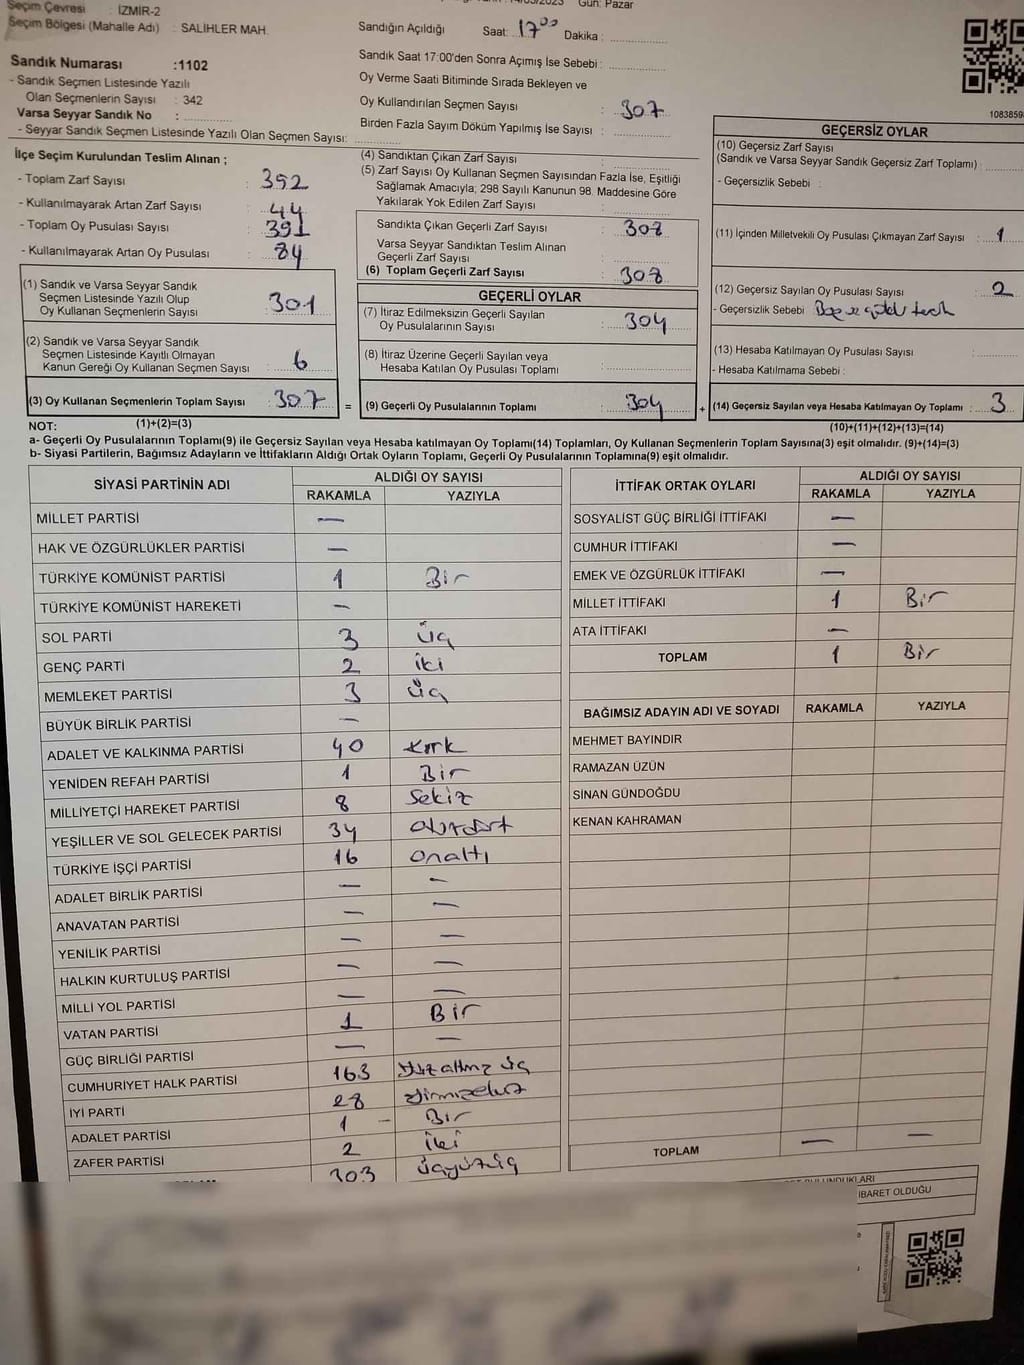 Seçim Çevresi : İZMİR-2
Seçim Bölgesi (Mahalle Adı) : SALİHLER MAH.
Sandık Numarası :1102
- Sandık Seçmen Listesinde Yazılı
Olan Seçmenlerin Sayısı : 342
Varsa Seyyar Sandık No :
- Seyyar Sandık Seçmen Listesinde Yazılı Olan Seçmen Sayısı:
Gün: Pazar
Sandığın Açıldığı Saat: 17⁰⁰ Dakika :
Sandık Saat 17:00'den Sonra Açımış İse Sebebi :
Oy Verme Saati Bitiminde Sırada Bekleyen ve
Oy Kullandırılan Seçmen Sayısı : 307
Birden Fazla Sayım Döküm Yapılmış İse Sayısı :
1083859
İlçe Seçim Kurulundan Teslim Alınan ;
- Toplam Zarf Sayısı : 352
- Kullanılmayarak Artan Zarf Sayısı : 44
- Toplam Oy Pusulası Sayısı : 391
- Kullanılmayarak Artan Oy Pusulası : 84
(1) Sandık ve Varsa Seyyar Sandık
Seçmen Listesinde Yazılı Olup
Oy Kullanan Seçmenlerin Sayısı : 301
(2) Sandık ve Varsa Seyyar Sandık
Seçmen Listesinde Kayıtlı Olmayan
Kanun Gereği Oy Kullanan Seçmen Sayısı : 6
(3) Oy Kullanan Seçmenlerin Toplam Sayısı : 307
(4) Sandıktan Çıkan Zarf Sayısı :
(5) Zarf Sayısı Oy Kullanan Seçmen Sayısından Fazla İse, Eşitliği
Sağlamak Amacıyla; 298 Sayılı Kanunun 98. Maddesine Göre
Yakılarak Yok Edilen Zarf Sayısı :
Sandıkta Çıkan Geçerli Zarf Sayısı : 308
Varsa Seyyar Sandıktan Teslim Alınan
Geçerli Zarf Sayısı :
(6) Toplam Geçerli Zarf Sayısı : 308
GEÇERLİ OYLAR
(7) İtiraz Edilmeksizin Geçerli Sayılan
Oy Pusulalarının Sayısı : 304
(8) İtiraz Üzerine Geçerli Sayılan veya
Hesaba Katılan Oy Pusulası Toplamı :
= (9) Geçerli Oy Pusulalarının Toplamı : 304 +
GEÇERSİZ OYLAR
(10) Geçersiz Zarf Sayısı
(Sandık ve Varsa Seyyar Sandık Geçersiz Zarf Toplamı) :
- Geçersizlik Sebebi :
(11) İçinden Milletvekili Oy Pusulası Çıkmayan Zarf Sayısı : 1
(12) Geçersiz Sayılan Oy Pusulası Sayısı : 2
- Geçersizlik Sebebi
(13) Hesaba Katılmayan Oy Pusulası Sayısı :
- Hesaba Katılmama Sebebi :
(14) Geçersiz Sayılan veya Hesaba Katılmayan Oy Toplamı : 3
NOT: (1)+(2)=(3) (10)+(11)+(12)+(13)=(14)
a- Geçerli Oy Pusulalarının Toplamı(9) ile Geçersiz Sayılan veya Hesaba katılmayan Oy Toplamı(14) Toplamları, Oy Kullanan Seçmenlerin Toplam Sayısına(3) eşit olmalıdır. (9)+(14)=(3)
b- Siyasi Partilerin, Bağımsız Adayların ve İttifakların Aldığı Ortak Oyların Toplamı, Geçerli Oy Pusulalarının Toplamına(9) eşit olmalıdır.
SİYASİ PARTİNİN ADI ALDIĞI OY SAYISI
RAKAMLA YAZIYLA
MİLLET PARTİSİ —
HAK VE ÖZGÜRLÜKLER PARTİSİ —
TÜRKİYE KOMÜNİST PARTİSİ 1 Bir
TÜRKİYE KOMÜNİST HAREKETİ —
SOL PARTİ 3 üç
GENÇ PARTİ 2 iki
MEMLEKET PARTİSİ 3 üç
BÜYÜK BİRLİK PARTİSİ —
ADALET VE KALKINMA PARTİSİ 40 Kırk
YENİDEN REFAH PARTİSİ 1 Bir
MİLLİYETÇİ HAREKET PARTİSİ 8 Sekiz
YEŞİLLER VE SOL GELECEK PARTİSİ 34 otuzdört
TÜRKİYE İŞÇİ PARTİSİ 16 onaltı
ADALET BİRLİK PARTİSİ — —
ANAVATAN PARTİSİ — —
YENİLİK PARTİSİ — —
HALKIN KURTULUŞ PARTİSİ — —
MİLLİ YOL PARTİSİ — —
VATAN PARTİSİ 1 Bir
GÜÇ BİRLİĞİ PARTİSİ — —
CUMHURİYET HALK PARTİSİ 163 Yüzaltmış üç
İYİ PARTİ 28 Yirmisekiz
ADALET PARTİSİ 1 — Bir
ZAFER PARTİSİ 2 iki
303 üçyüzüç
İTTİFAK ORTAK OYLARI ALDIĞI OY SAYISI
RAKAMLA YAZIYLA
SOSYALİST GÜÇ BİRLİĞİ İTTİFAKI —
CUMHUR İTTİFAKI —
EMEK VE ÖZGÜRLÜK İTTİFAKI —
MİLLET İTTİFAKI 1 Bir
ATA İTTİFAKI —
TOPLAM 1 Bir
BAĞIMSIZ ADAYIN ADI VE SOYADI RAKAMLA YAZIYLA
MEHMET BAYINDIR
RAMAZAN ÜZÜN
SİNAN GÜNDOĞDU
KENAN KAHRAMAN
TOPLAM — —
İBARET OLDUĞU